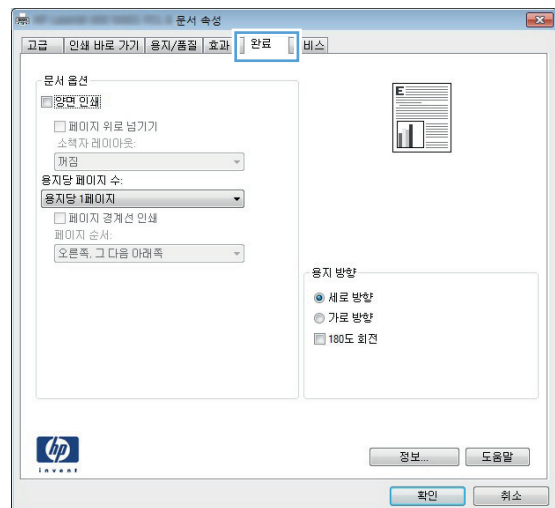 문서 속성
고급 인쇄 바로 가기 용지/품질 효과 완료 비스
문서 옵션
양면 인쇄
페이지 위로 넘기기
소책자 레이아웃:
꺼짐
용지당 페이지 수:
용지당 1페이지
페이지 경계선 인쇄
페이지 순서:
오른쪽, 그 다음 아래쪽
E
용지 방향
세로 방향
가로 방향
180도 회전
hp
invent
정보... 도움말
확인 취소